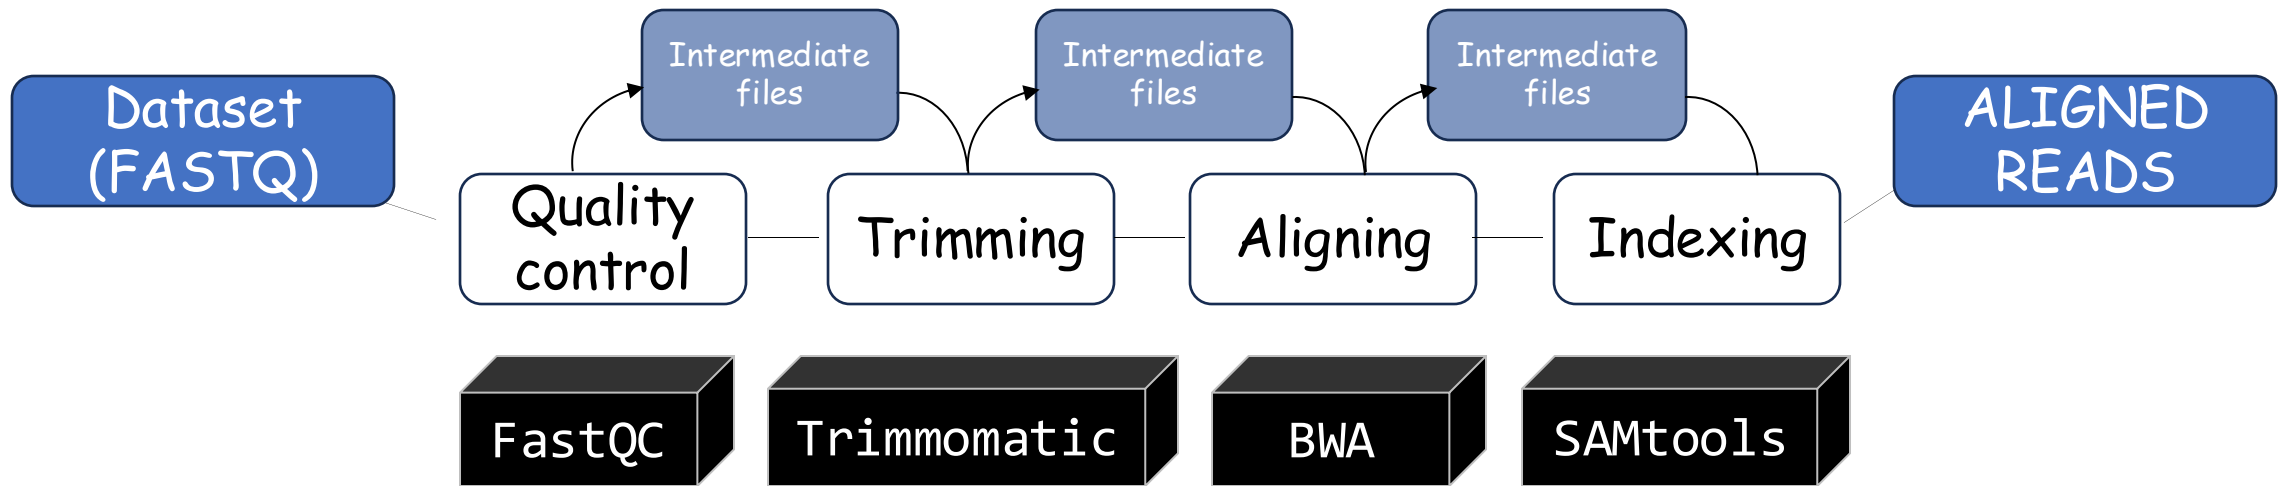 Intermediate
files
Intermediate
files
Intermediate
files
Dataset
(FASTQ)
ALIGNED
READS
Quality
control
Trimming
Aligning
Indexing
FastQC
Trimmomatic
BWA
SAMtools